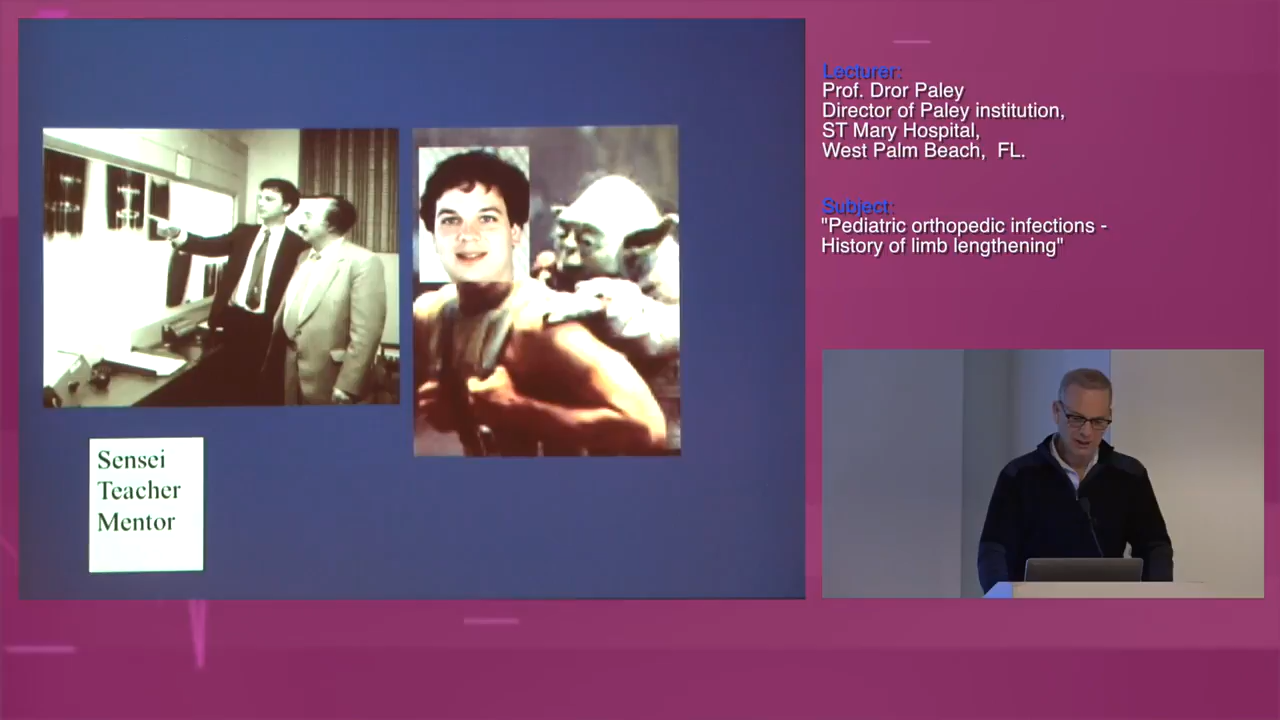 Sensei
Teacher
Mentor
Lecturer:
Prof. Dror Paley
Director of Paley institution,
ST Mary Hospital,
West Palm Beach,  FL.
Subject:
"Pediatric orthopedic infections -
History of limb lengthening"